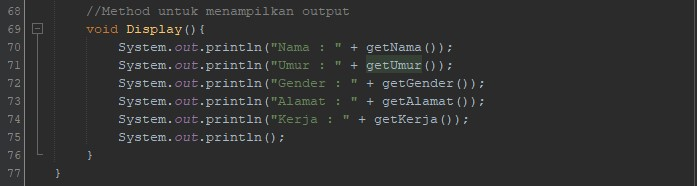 68 //Method untuk menampilkan output
69 void Display(){
70 System.out.println("Nama : " + getNama());
71 System.out.println("Umur : " + getUmur());
72 System.out.println("Gender : " + getGender());
73 System.out.println("Alamat : " + getAlamat());
74 System.out.println("Kerja : " + getKerja());
75 System.out.println();
76 }
77 }